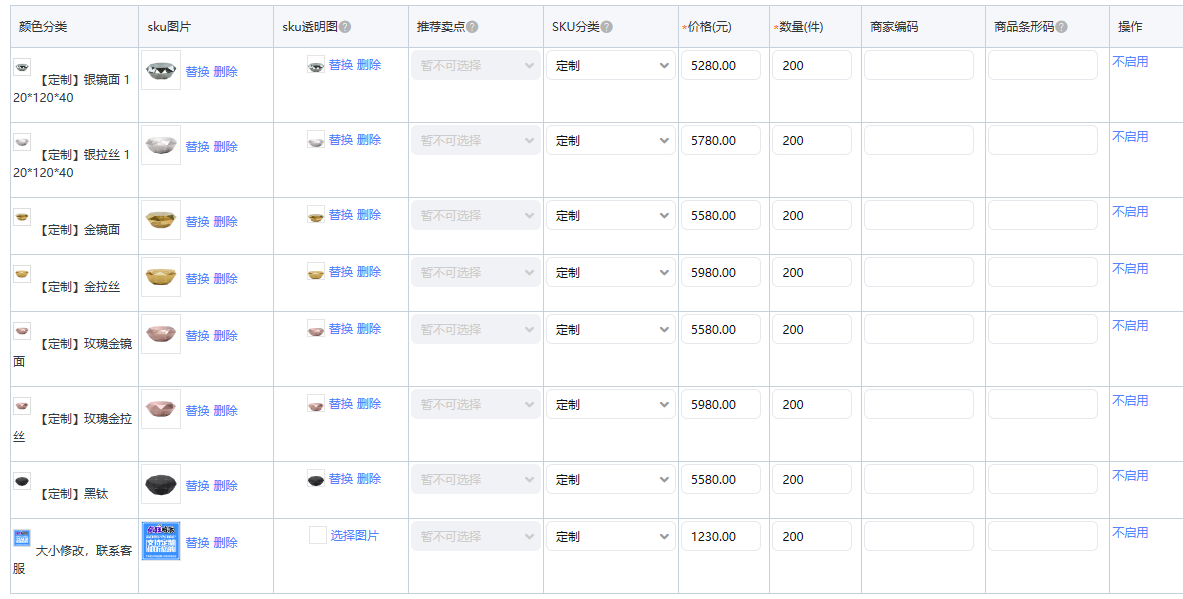 颜色分类 sku图片 sku透明图? 推荐卖点? SKU分类? *价格(元) *数量(件) 商家编码 商品条形码? 操作
【定制】银镜面 1
20*120*40
替换 删除 替换 删除 暂不可选择 定制 5280.00 200 不启用
【定制】银拉丝 1
20*120*40
替换 删除 替换 删除 暂不可选择 定制 5780.00 200 不启用
【定制】金镜面 替换 删除 替换 删除 暂不可选择 定制 5580.00 200 不启用
【定制】金拉丝 替换 删除 替换 删除 暂不可选择 定制 5980.00 200 不启用
【定制】玫瑰金镜
面
替换 删除 替换 删除 暂不可选择 定制 5580.00 200 不启用
【定制】玫瑰金拉
丝
替换 删除 替换 删除 暂不可选择 定制 5980.00 200 不启用
【定制】黑钛 替换 删除 替换 删除 暂不可选择 定制 5580.00 200 不启用
大小修改，联系客
服
替换 删除 选择图片 暂不可选择 定制 1230.00 200 不启用